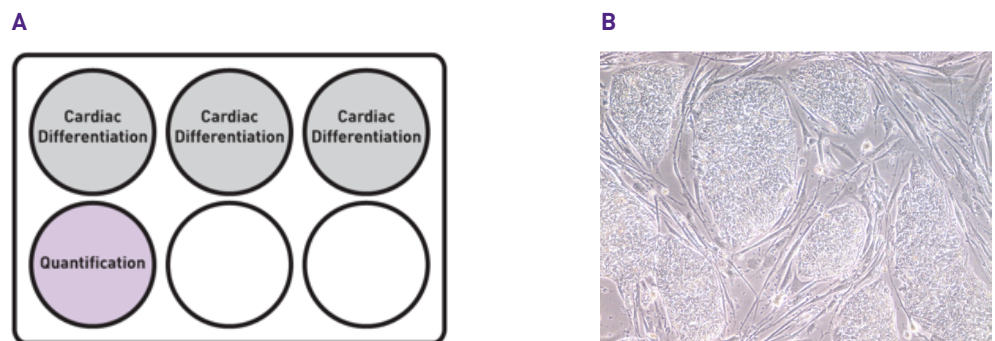 A
B
Cardiac
Differentiation
Cardiac
Differentiation
Cardiac
Differentiation
Quantification